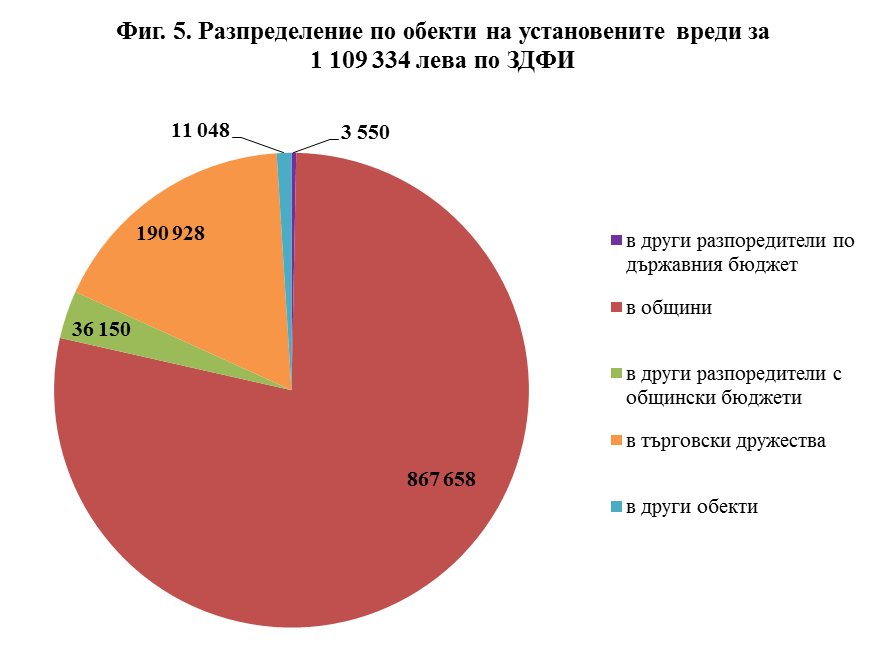 Фиг. 5. Разпределение по обекти на установените вреди за
1 109 334 лева по ЗДФИ
11 048
3 550
190 928
36 150
867 658
в други разпоредители по
държавния бюджет
в общини
в други разпоредители с
общински бюджети
в търговски дружества
в други обекти